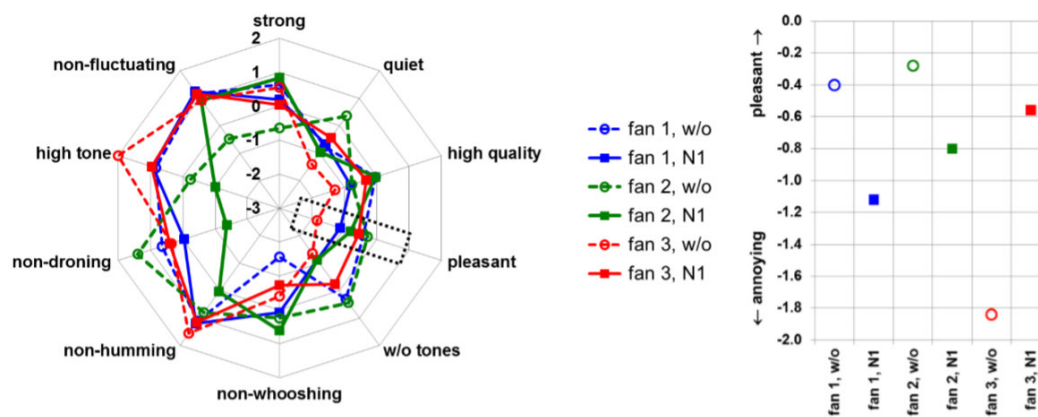 strong
quiet
high quality
pleasant
w/o tones
non-whooshing
non-humming
non-droning
high tone
non-fluctuating
2
1
0
-1
-2
-3
fan 1, w/o
fan 1, N1
fan 2, w/o
fan 2, N1
fan 3, w/o
fan 3, N1
pleasant →
← annoying
0.0
-0.2
-0.4
-0.6
-0.8
-1.0
-1.2
-1.4
-1.6
-1.8
-2.0
fan 1, w/o
fan 1, N1
fan 2, w/o
fan 2, N1
fan 3, w/o
fan 3, N1